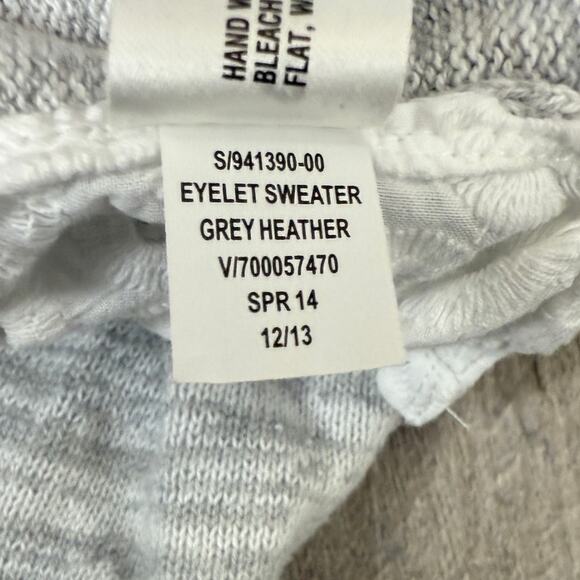 HAND W
BLEACH
FLAT, W
S/941390-00
EYELET SWEATER
GREY HEATHER
V/700057470
SPR 14
12/13